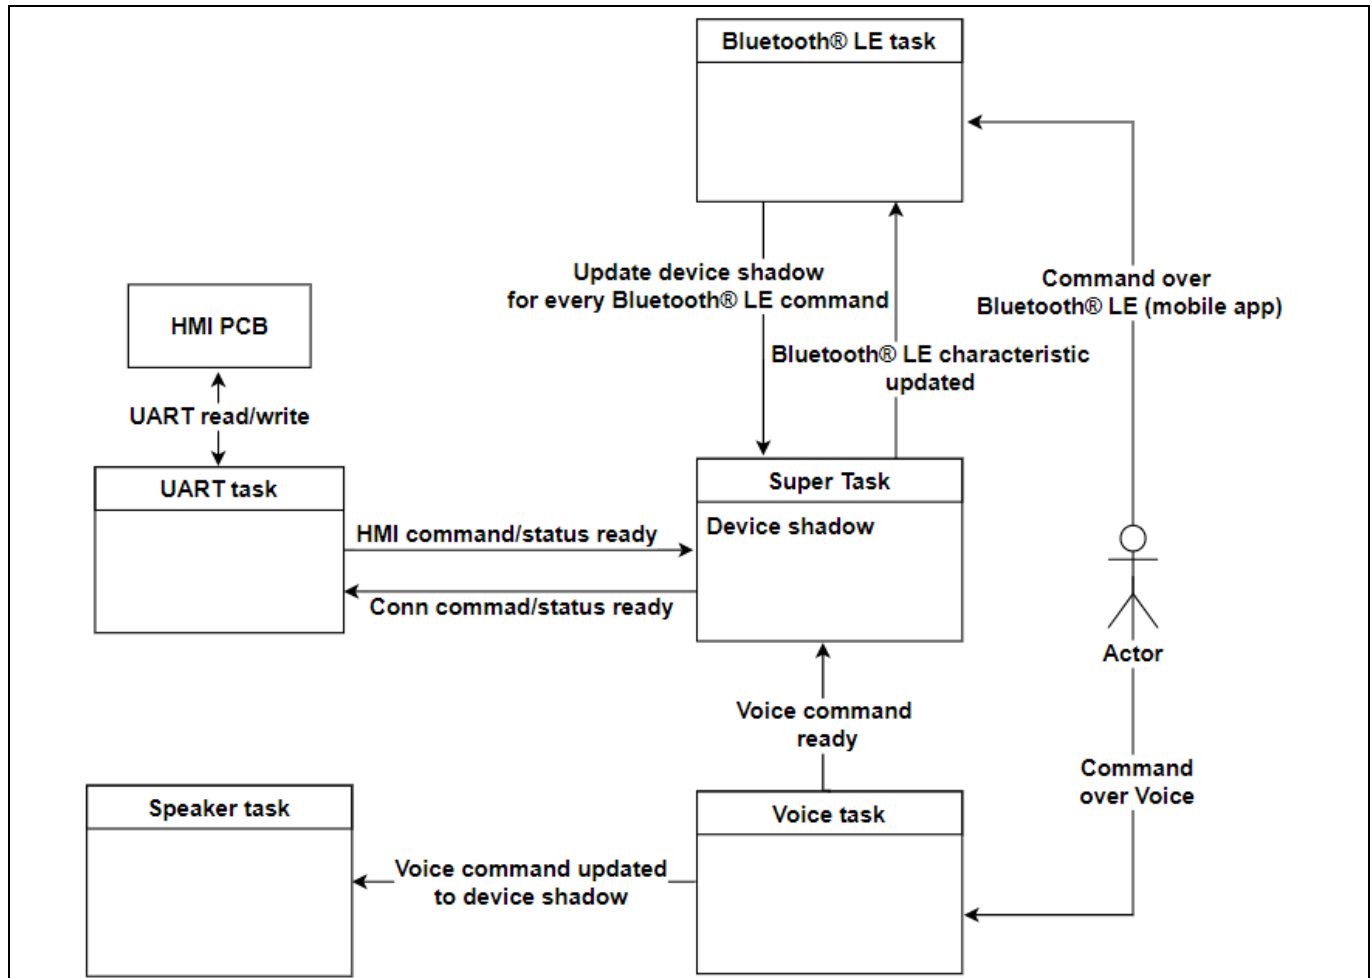 Bluetooth® LE task
Update device shadow
for every Bluetooth® LE command
Command over
Bluetooth® LE (mobile app)
HMI PCB
Bluetooth® LE characteristic
updated
UART read/write
UART task
Super Task
Device shadow
HMI command/status ready
Conn commad/status ready
Actor
Voice command
ready
Command
over Voice
Speaker task
Voice task
Voice command updated
to device shadow